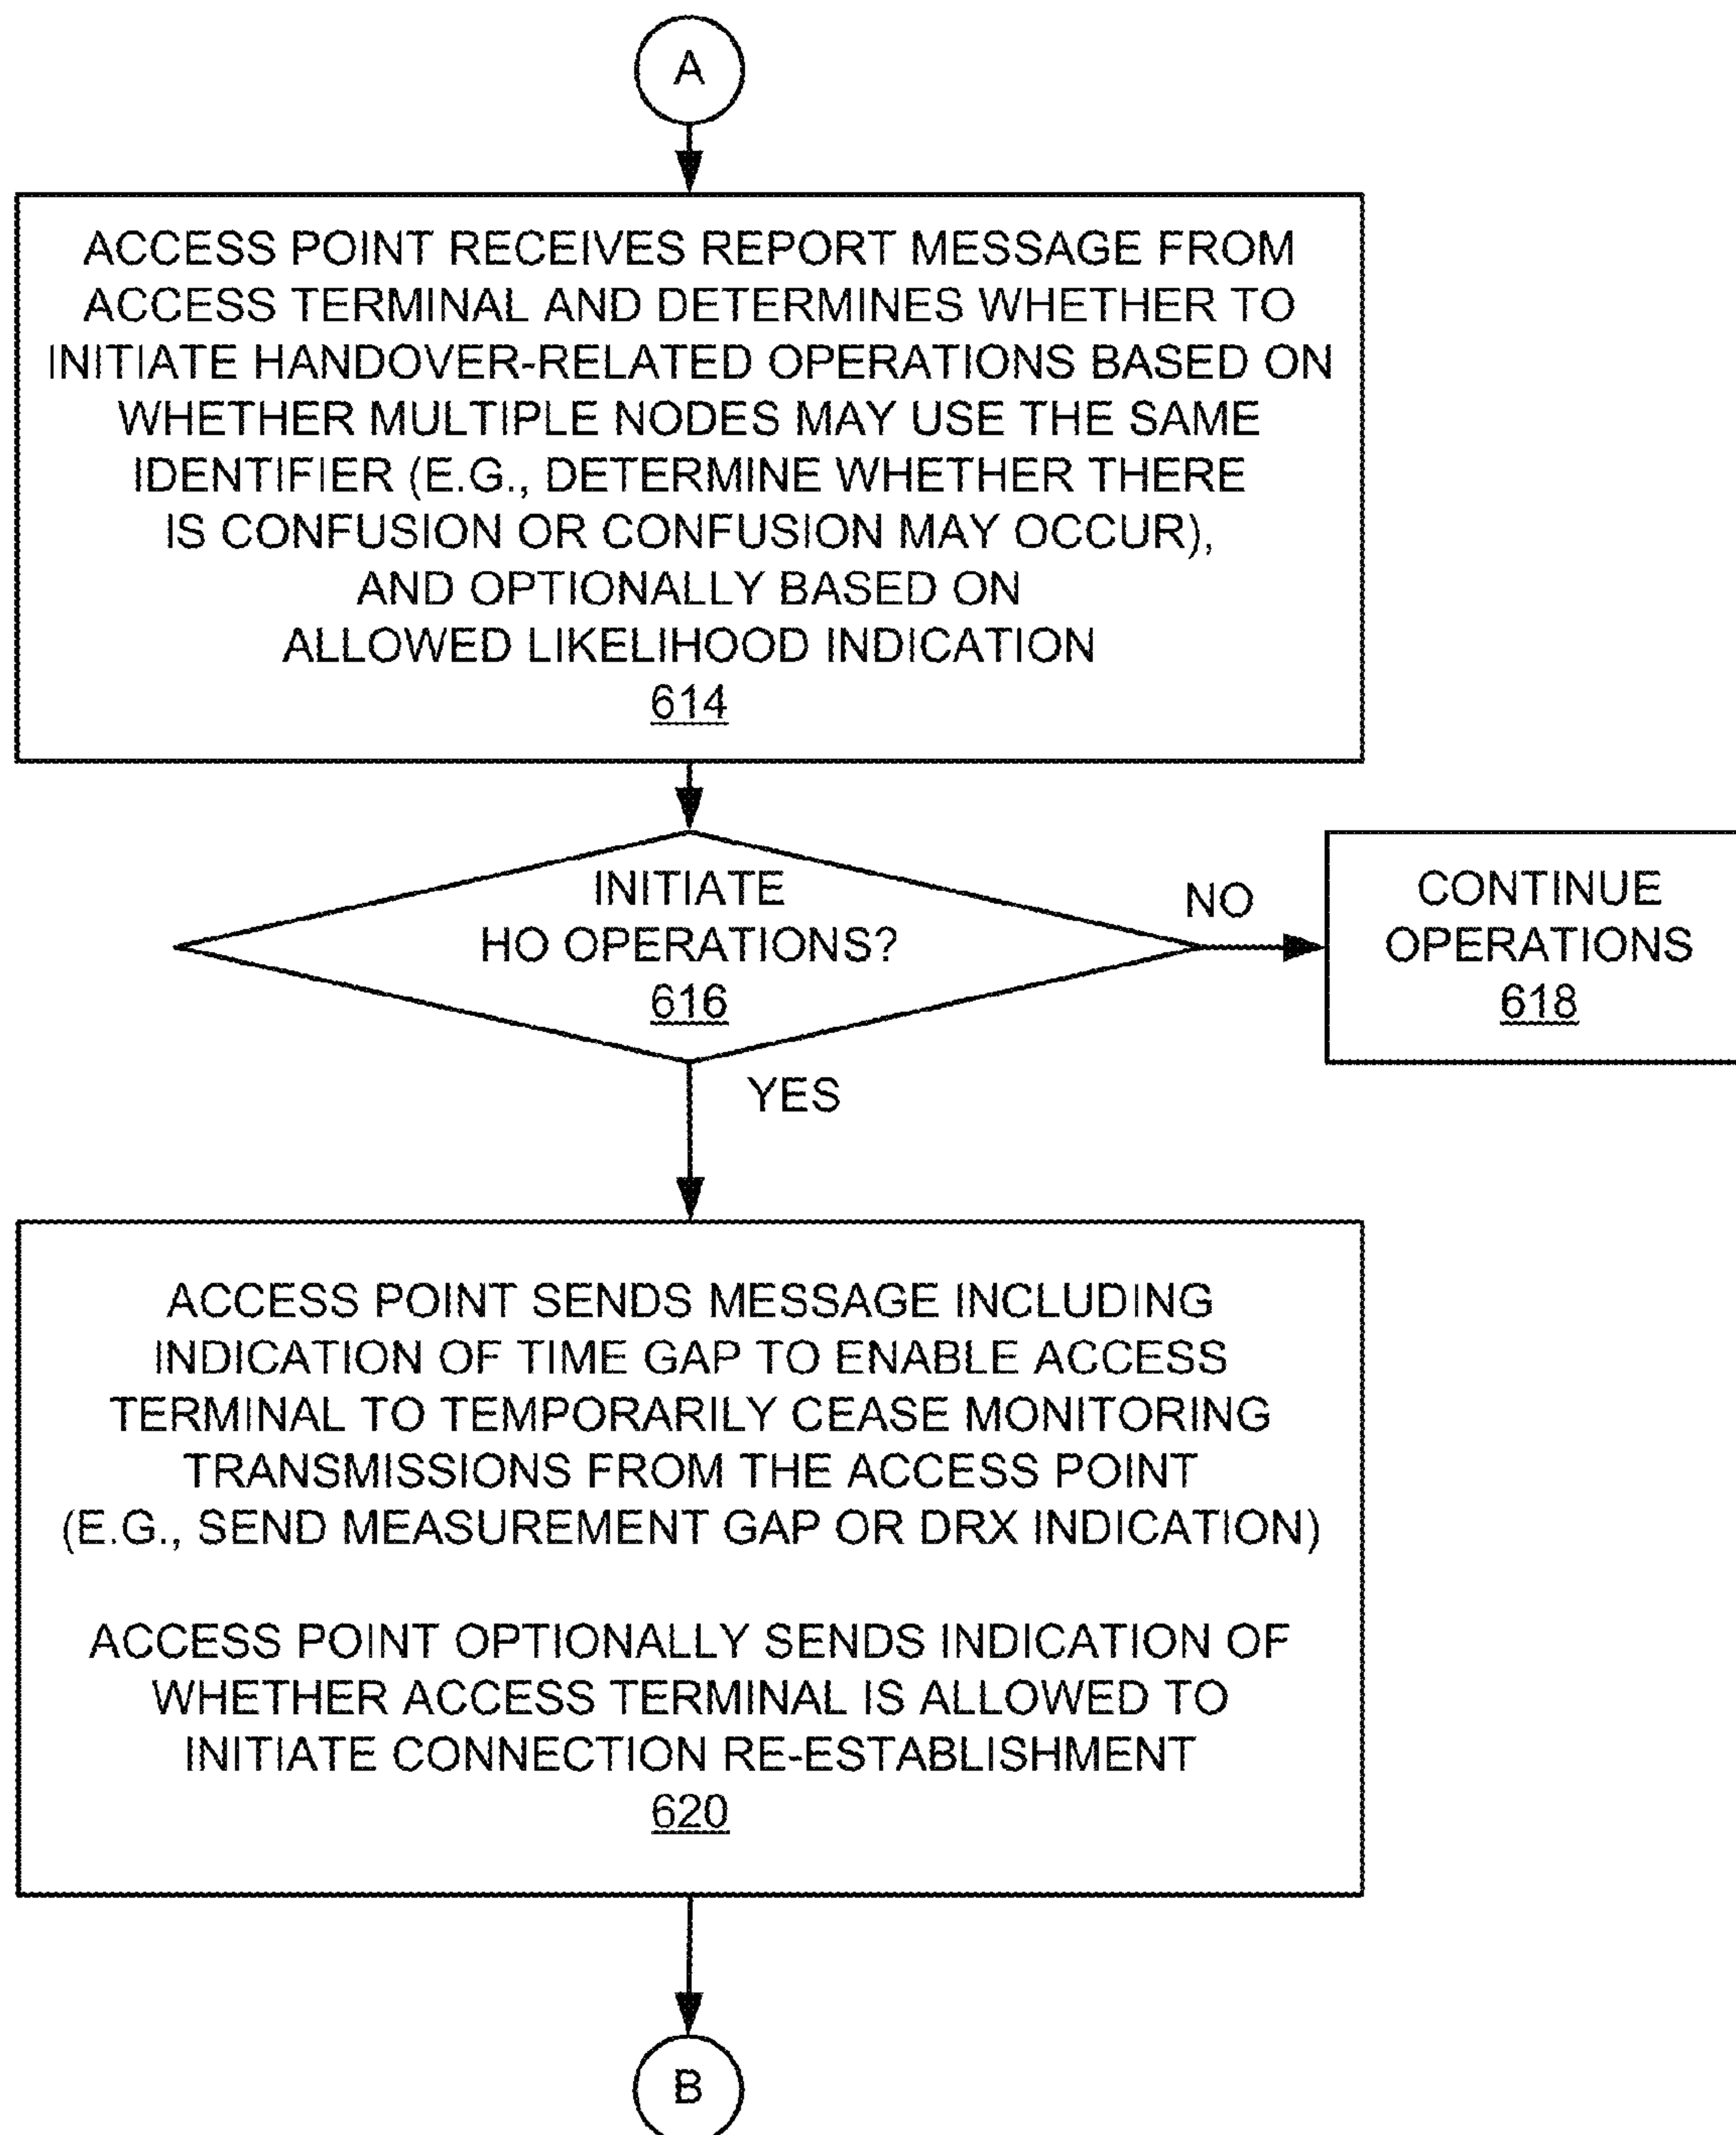 A
ACCESS POINT RECEIVES REPORT MESSAGE FROM
ACCESS TERMINAL AND DETERMINES WHETHER TO
INITIATE HANDOVER-RELATED OPERATIONS BASED ON
WHETHER MULTIPLE NODES MAY USE THE SAME
IDENTIFIER (E.G., DETERMINE WHETHER THERE
IS CONFUSION OR CONFUSION MAY OCCUR),
AND OPTIONALLY BASED ON
ALLOWED LIKELIHOOD INDICATION
614
INITIATE
HO OPERATIONS?
616
NO
CONTINUE
OPERATIONS
618
YES
ACCESS POINT SENDS MESSAGE INCLUDING
INDICATION OF TIME GAP TO ENABLE ACCESS
TERMINAL TO TEMPORARILY CEASE MONITORING
TRANSMISSIONS FROM THE ACCESS POINT
(E.G., SEND MEASUREMENT GAP OR DRX INDICATION)
ACCESS POINT OPTIONALLY SENDS INDICATION OF
WHETHER ACCESS TERMINAL IS ALLOWED TO
INITIATE CONNECTION RE-ESTABLISHMENT
620
B